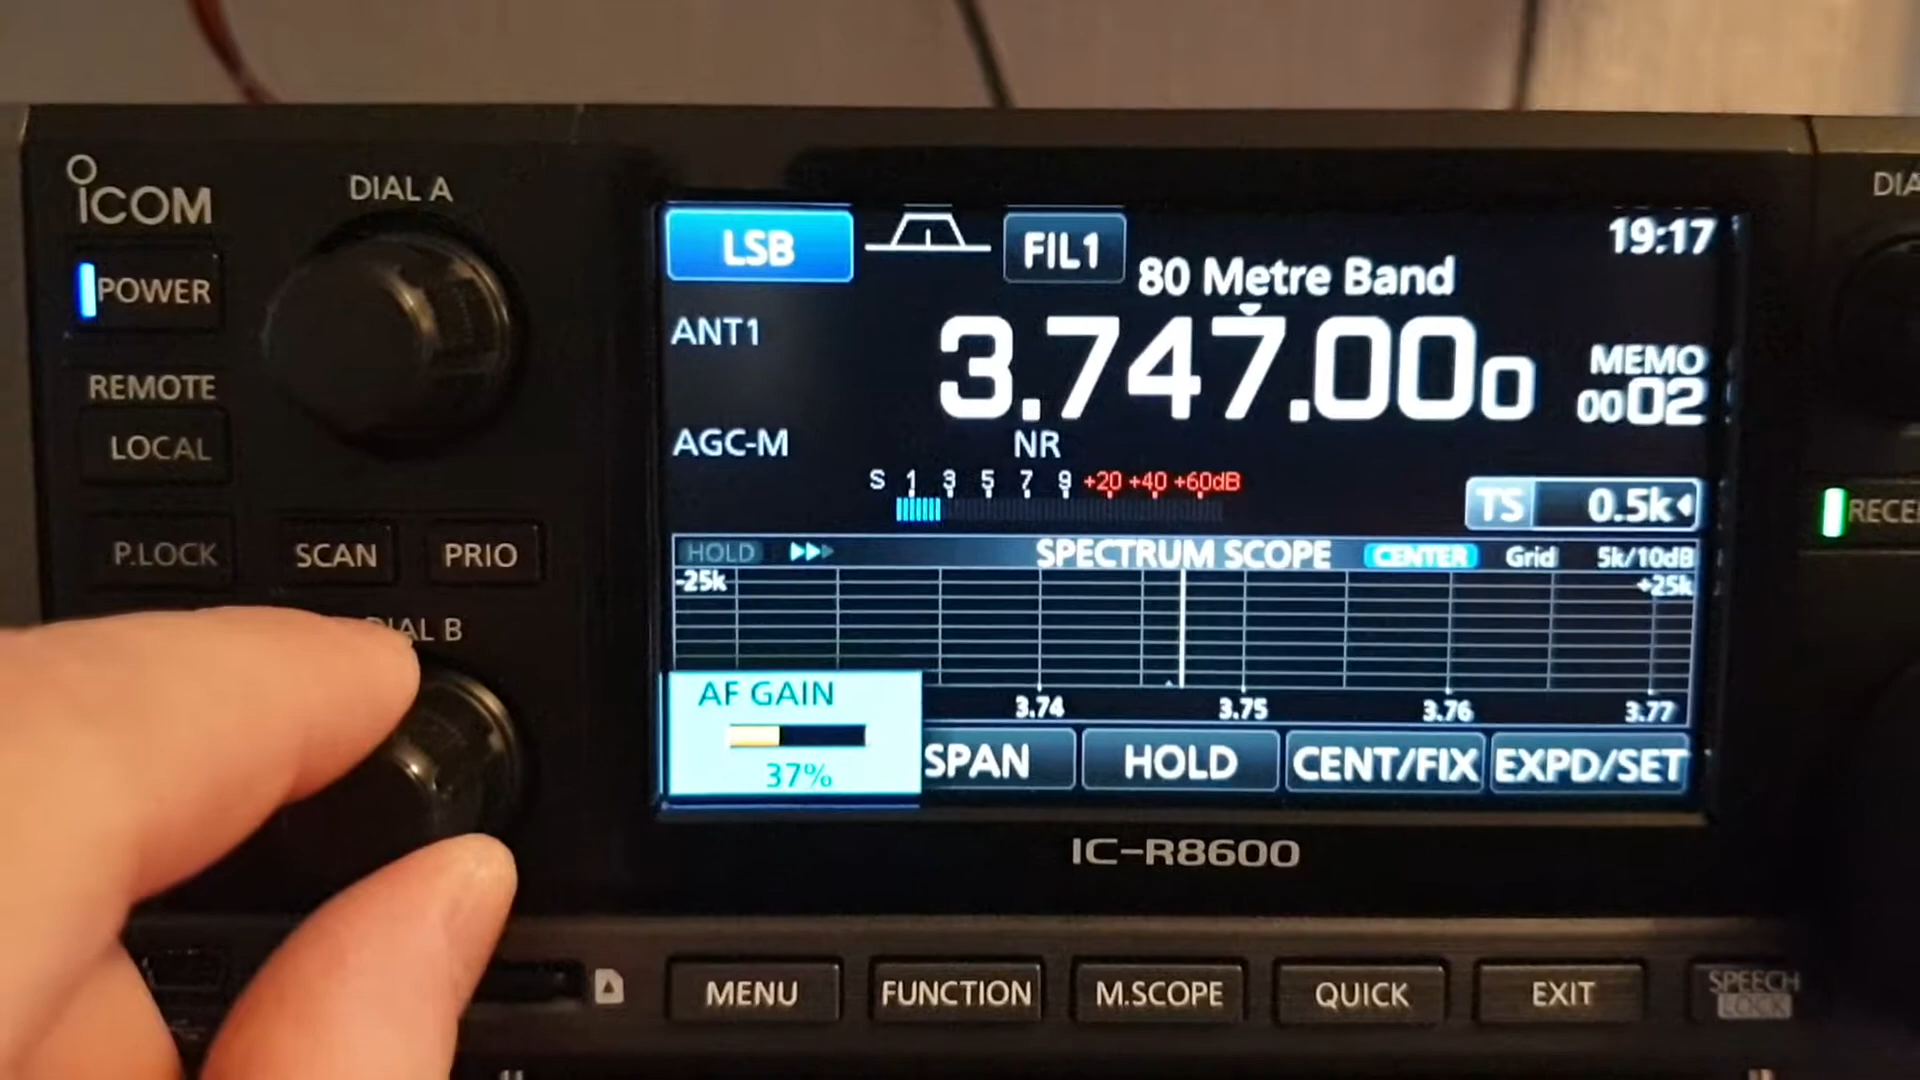 ICOM
DIAL A
POWER
REMOTE
LOCAL
P.LOCK
SCAN
PRIO
DIAL B
LSB
FIL1
19:17
80 Metre Band
ANT1
3.747.000
MEMO
0002
AGC-M
NR
S 1 3 5 7 9 +20 +40 +60dB
TS 0.5k
HOLD
SPECTRUM SCOPE
CENTER
Grid
5k/10dB
-25k
+25k
3.74
3.75
3.76
3.77
AF GAIN
37%
SPAN
HOLD
CENT/FIX
EXPD/SET
IC-R8600
MENU
FUNCTION
M.SCOPE
QUICK
EXIT
SPEECH
LOCK